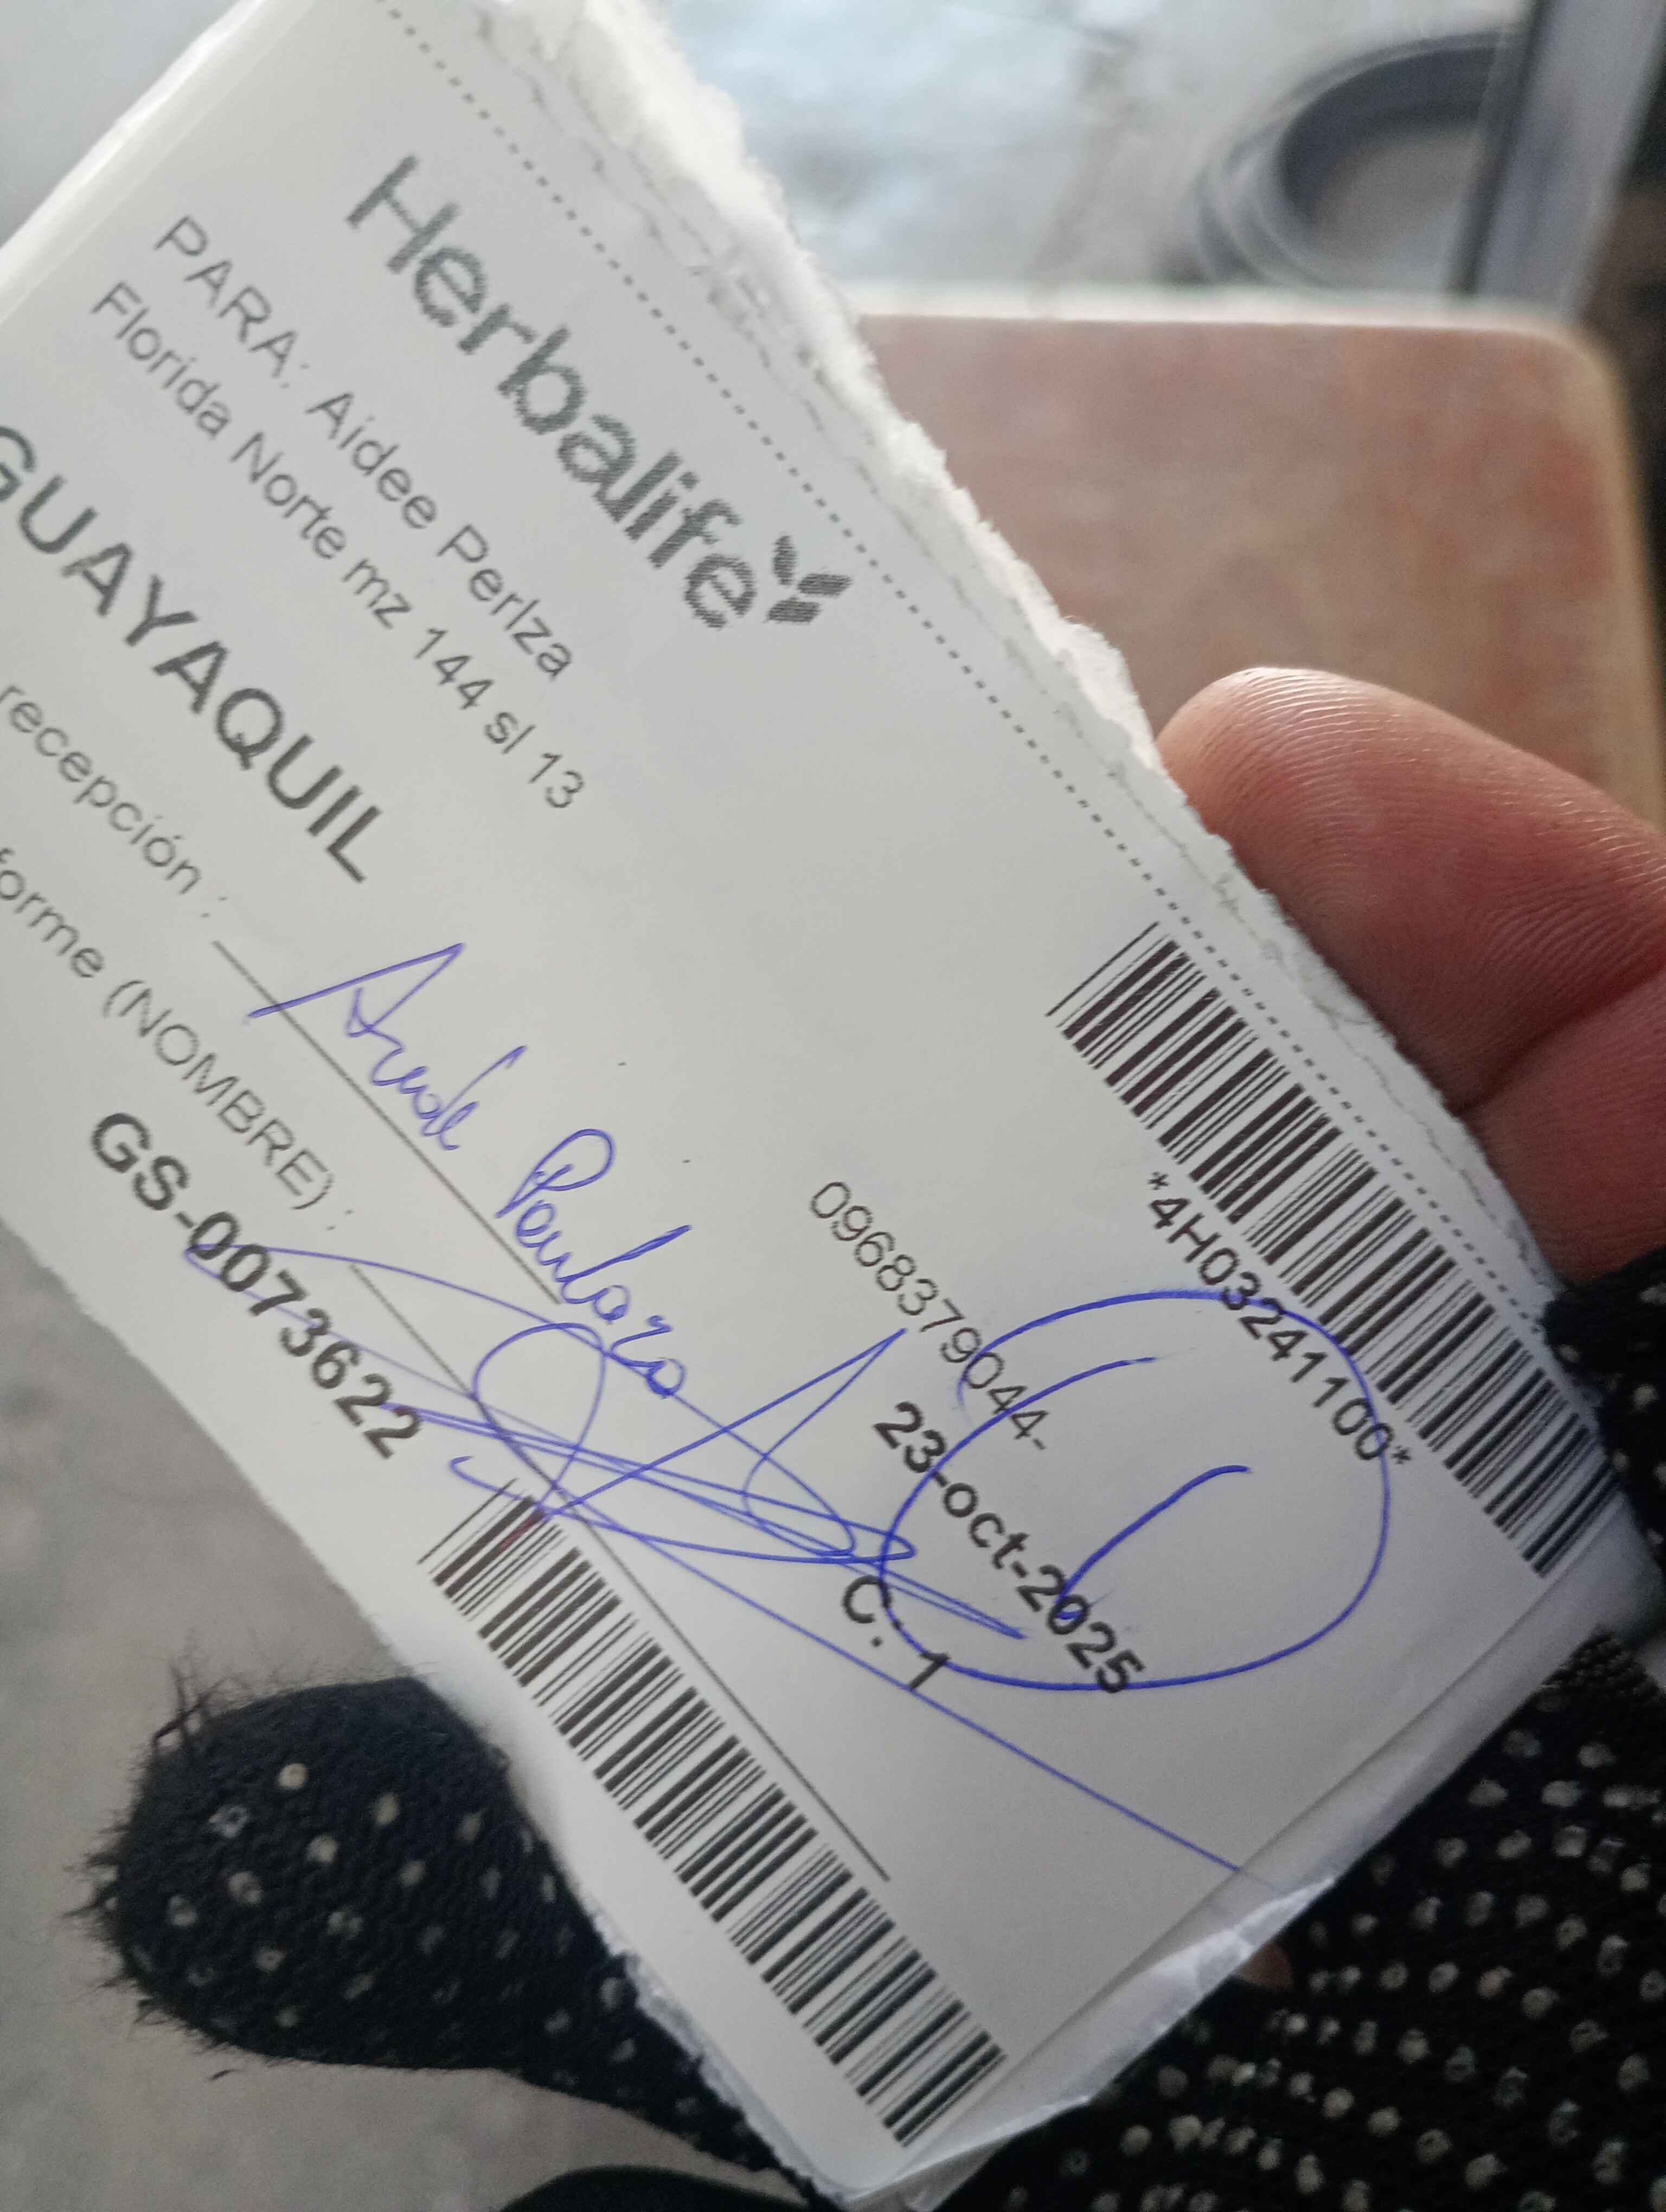 Herbalife
*4H03241100*
PARA: Aidee Perlza
Florida Norte mz 144 sl 13
0968379044-
GUAYAQUIL
23-oct-2025
C. 1
recepción :
forme (NOMBRE) :
GS-0073622